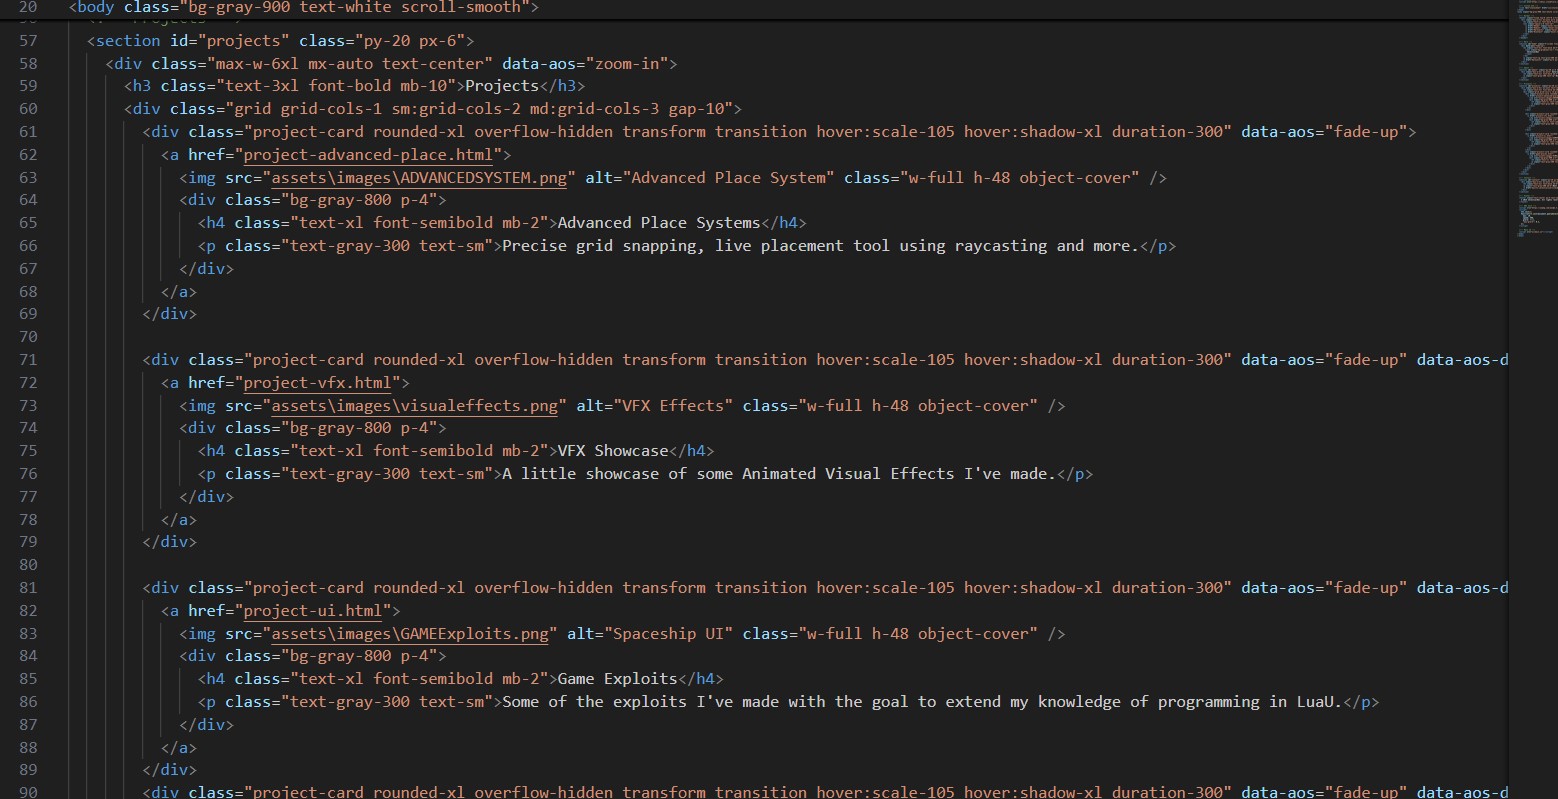 20 <body class="bg-gray-900 text-white scroll-smooth">
57 <section id="projects" class="py-20 px-6">
58 <div class="max-w-6xl mx-auto text-center" data-aos="zoom-in">
59 <h3 class="text-3xl font-bold mb-10">Projects</h3>
60 <div class="grid grid-cols-1 sm:grid-cols-2 md:grid-cols-3 gap-10">
61 <div class="project-card rounded-xl overflow-hidden transform transition hover:scale-105 hover:shadow-xl duration-300" data-aos="fade-up">
62 <a href="project-advanced-place.html">
63 <img src="assets\images\ADVANCEDSYSTEM.png" alt="Advanced Place System" class="w-full h-48 object-cover" />
64 <div class="bg-gray-800 p-4">
65 <h4 class="text-xl font-semibold mb-2">Advanced Place Systems</h4>
66 <p class="text-gray-300 text-sm">Precise grid snapping, live placement tool using raycasting and more.</p>
67 </div>
68 </a>
69 </div>
70
71 <div class="project-card rounded-xl overflow-hidden transform transition hover:scale-105 hover:shadow-xl duration-300" data-aos="fade-up" data-aos-d
72 <a href="project-vfx.html">
73 <img src="assets\images\visualeffects.png" alt="VFX Effects" class="w-full h-48 object-cover" />
74 <div class="bg-gray-800 p-4">
75 <h4 class="text-xl font-semibold mb-2">VFX Showcase</h4>
76 <p class="text-gray-300 text-sm">A little showcase of some Animated Visual Effects I've made.</p>
77 </div>
78 </a>
79 </div>
80
81 <div class="project-card rounded-xl overflow-hidden transform transition hover:scale-105 hover:shadow-xl duration-300" data-aos="fade-up" data-aos-d
82 <a href="project-ui.html">
83 <img src="assets\images\GAMEExploits.png" alt="Spaceship UI" class="w-full h-48 object-cover" />
84 <div class="bg-gray-800 p-4">
85 <h4 class="text-xl font-semibold mb-2">Game Exploits</h4>
86 <p class="text-gray-300 text-sm">Some of the exploits I've made with the goal to extend my knowledge of programming in LuaU.</p>
87 </div>
88 </a>
89 </div>
90 <div class="project-card rounded-xl overflow-hidden transform transition hover:scale-105 hover:shadow-xl duration-300" data-aos="fade-up" data-aos-d